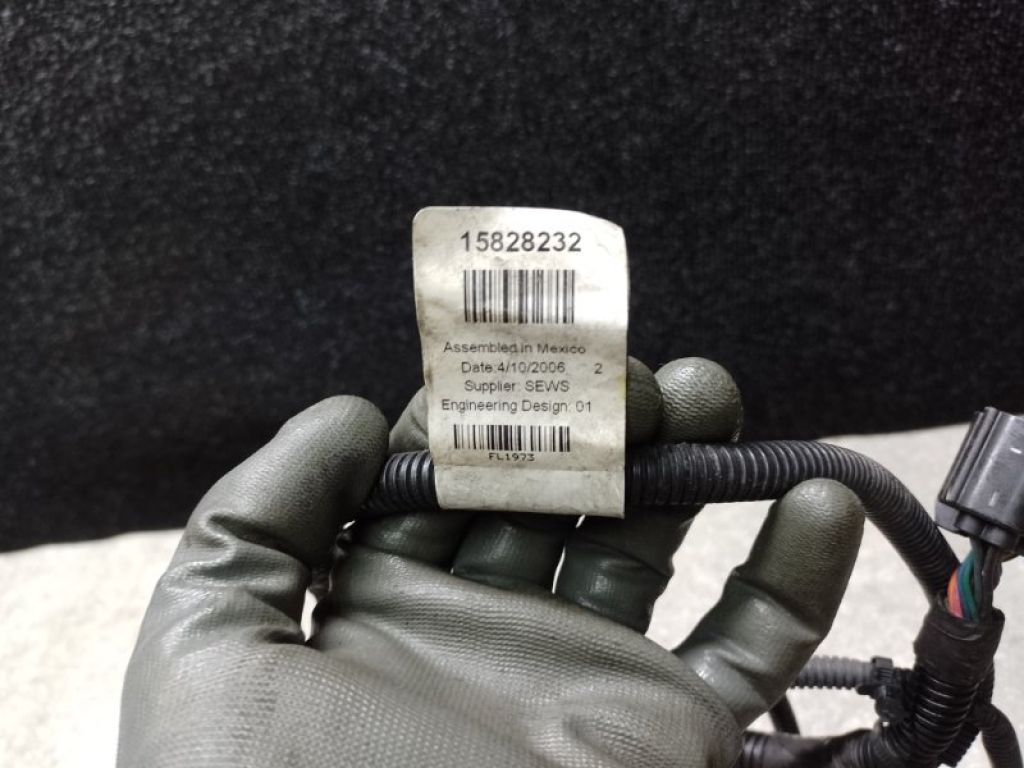 15828232
Assembled in Mexico
Date:4/10/2006 2
Supplier: SEWS
Engineering Design: 01
FL1973